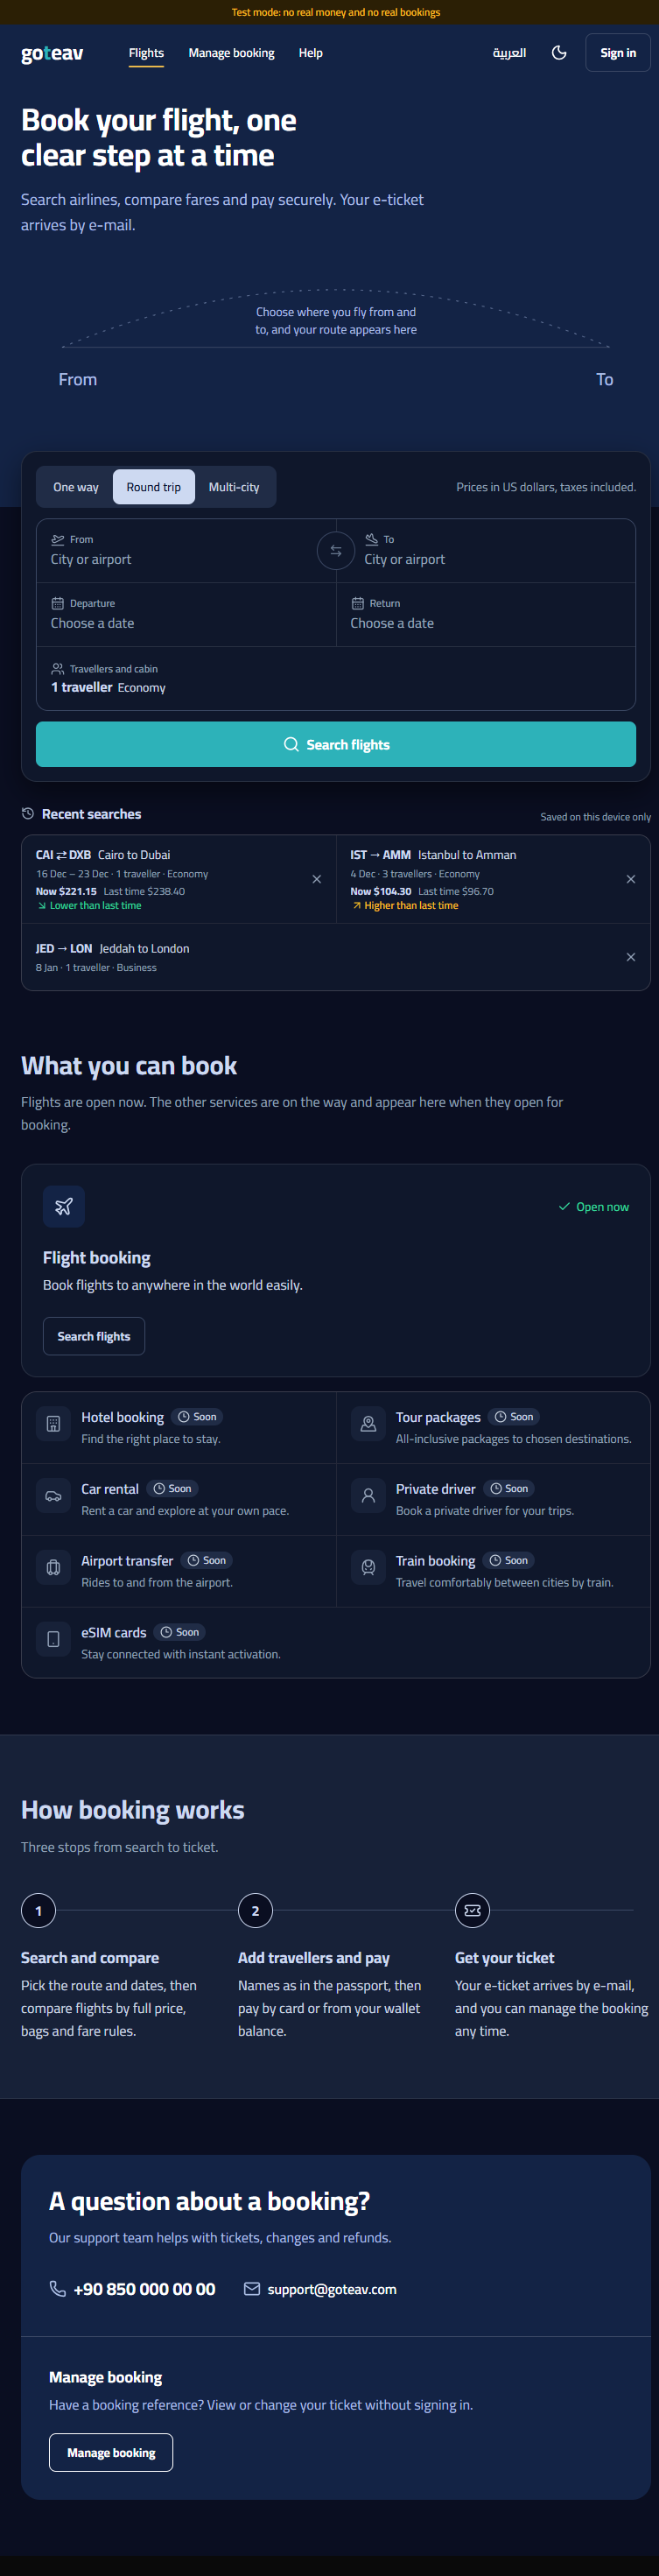 Test mode: no real money and no real bookings
goteav
Flights
Manage booking
Help
العربية
Sign in
Book your flight, one
clear step at a time
Search airlines, compare fares and pay securely. Your e-ticket
arrives by e-mail.
Choose where you fly from and
to, and your route appears here
From
To
One way
Round trip
Multi-city
Prices in US dollars, taxes included.
From
City or airport
To
City or airport
Departure
Choose a date
Return
Choose a date
Travellers and cabin
1 traveller Economy
Search flights
Recent searches
Saved on this device only
CAI ⇄ DXB Cairo to Dubai
16 Dec – 23 Dec · 1 traveller · Economy
Now $221.15 Last time $238.40
Lower than last time
IST → AMM Istanbul to Amman
4 Dec · 3 travellers · Economy
Now $104.30 Last time $96.70
Higher than last time
JED → LON Jeddah to London
8 Jan · 1 traveller · Business
What you can book
Flights are open now. The other services are on the way and appear here when they open for
booking.
Open now
Flight booking
Book flights to anywhere in the world easily.
Search flights
Hotel booking Soon
Find the right place to stay.
Tour packages Soon
All-inclusive packages to chosen destinations.
Car rental Soon
Rent a car and explore at your own pace.
Private driver Soon
Book a private driver for your trips.
Airport transfer Soon
Rides to and from the airport.
Train booking Soon
Travel comfortably between cities by train.
eSIM cards Soon
Stay connected with instant activation.
How booking works
Three stops from search to ticket.
1
Search and compare
Pick the route and dates, then
compare flights by full price,
bags and fare rules.
2
Add travellers and pay
Names as in the passport, then
pay by card or from your wallet
balance.
Get your ticket
Your e-ticket arrives by e-mail,
and you can manage the booking
any time.
A question about a booking?
Our support team helps with tickets, changes and refunds.
+90 850 000 00 00
support@goteav.com
Manage booking
Have a booking reference? View or change your ticket without signing in.
Manage booking